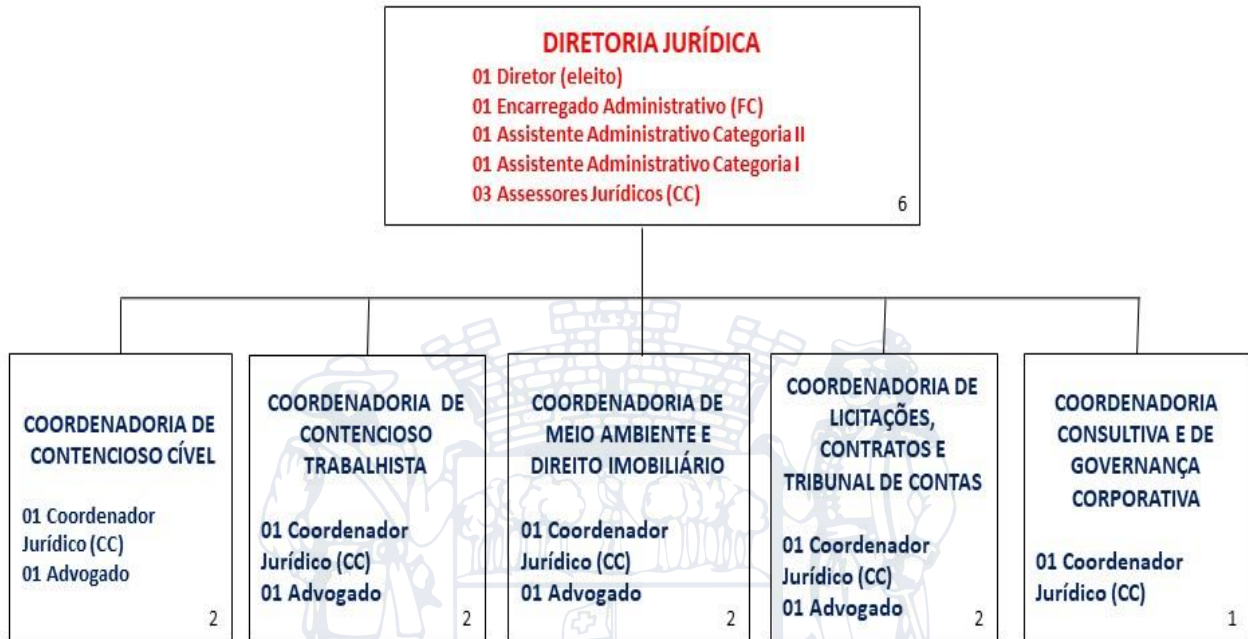 DIRETORIA JURÍDICA
01 Diretor (eleito)
01 Encarregado Administrativo (FC)
01 Assistente Administrativo Categoria II
01 Assistente Administrativo Categoria I
03 Assessores Jurídicos (CC)
6
COORDENADORIA DE
CONTENCIOSO CÍVEL
01 Coordenador
Jurídico (CC)
01 Advogado
2
COORDENADORIA DE
CONTENCIOSO
TRABALHISTA
01 Coordenador
Jurídico (CC)
01 Advogado
2
COORDENADORIA DE
MEIO AMBIENTE E
DIREITO IMOBILIÁRIO
01 Coordenador
Jurídico (CC)
01 Advogado
2
COORDENADORIA DE
LICITAÇÕES,
CONTRATOS E
TRIBUNAL DE CONTAS
01 Coordenador
Jurídico (CC)
01 Advogado
2
COORDENADORIA
CONSULTIVA E DE
GOVERNANÇA
CORPORATIVA
01 Coordenador
Jurídico (CC)
1